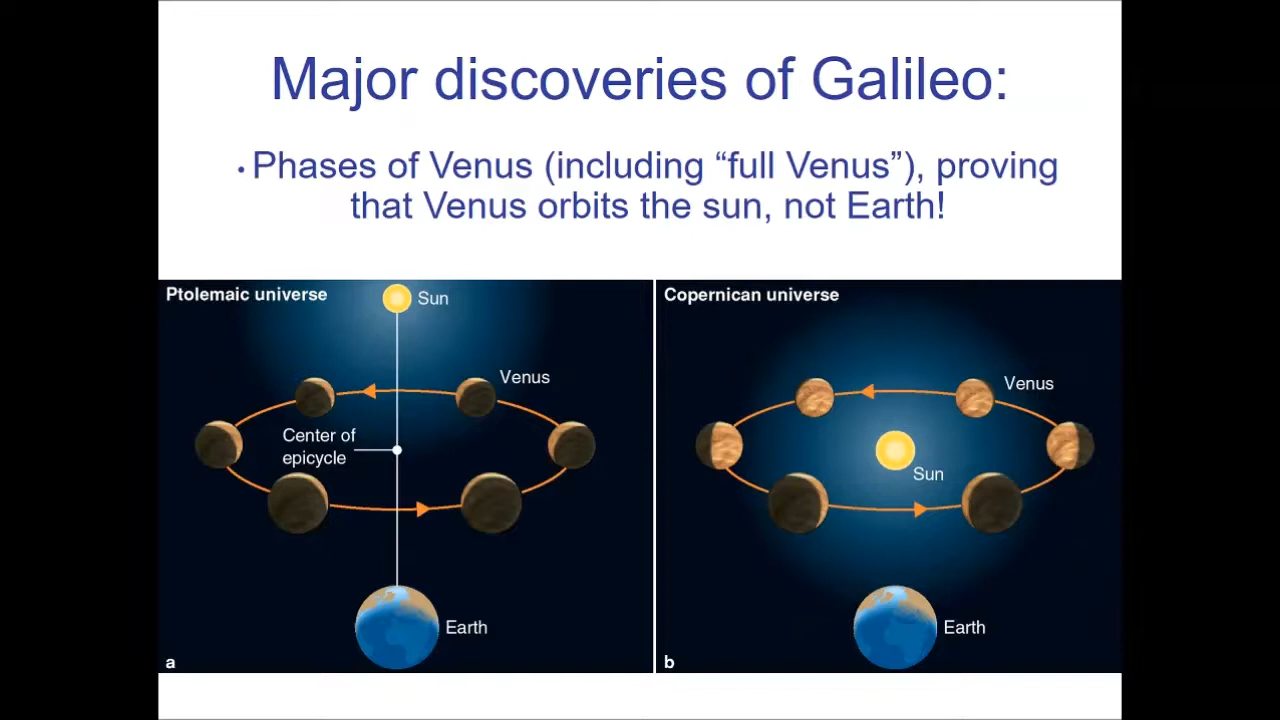 Major discoveries of Galileo:
• Phases of Venus (including “full Venus”), proving
that Venus orbits the sun, not Earth!
Ptolemaic universe
Sun
Venus
Center of
epicycle
Earth
a
Copernican universe
Venus
Sun
Earth
b